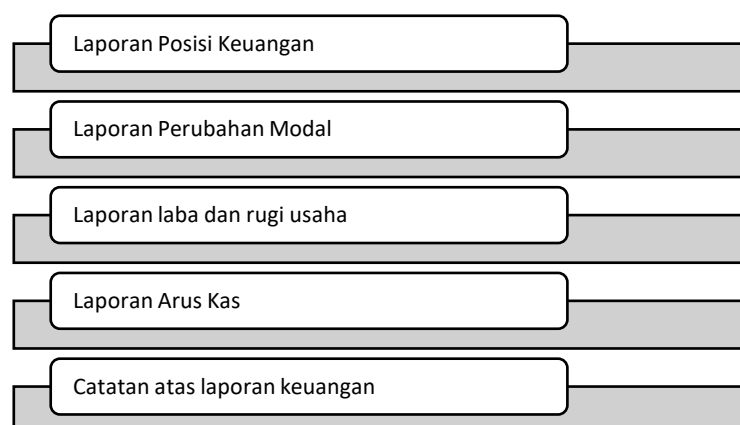 Laporan Posisi Keuangan
Laporan Perubahan Modal
Laporan laba dan rugi usaha
Laporan Arus Kas
Catatan atas laporan keuangan